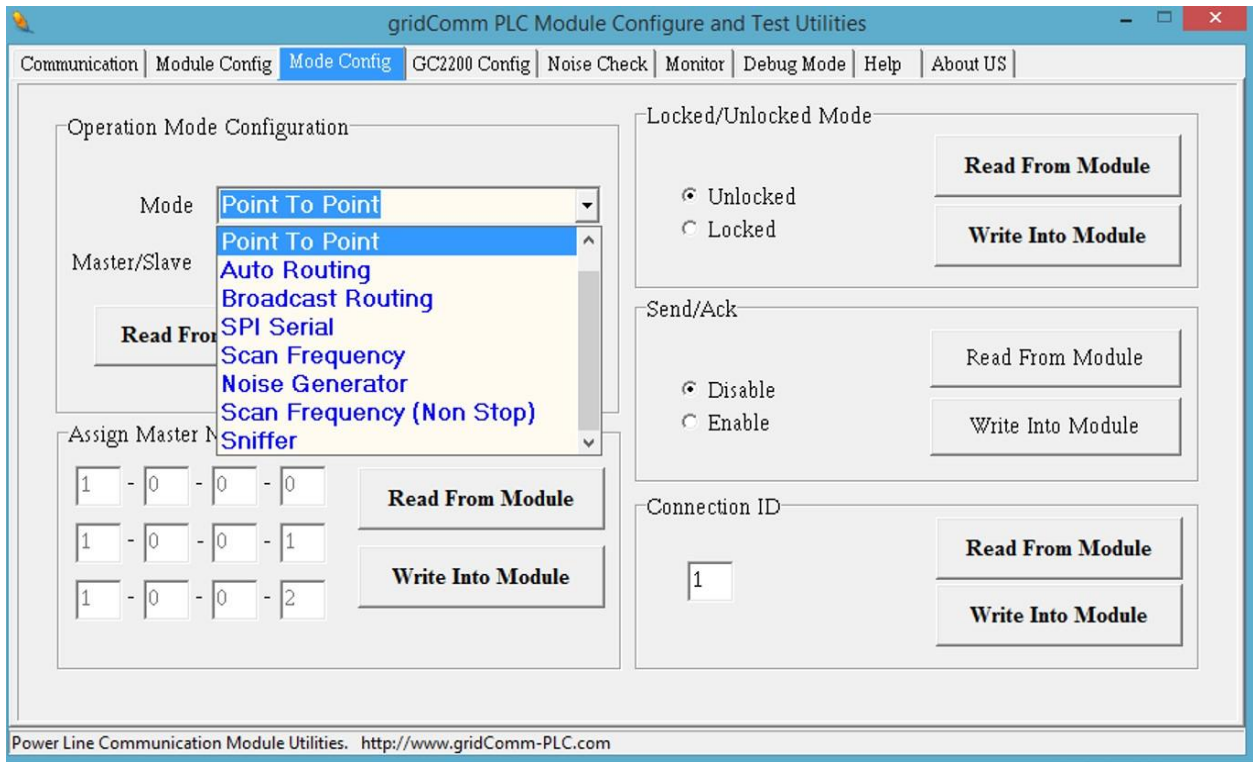 gridComm PLC Module Configure and Test Utilities
Communication Module Config Mode Config GC2200 Config Noise Check Monitor Debug Mode Help About US
Operation Mode Configuration
Mode Point To Point
Point To Point
Auto Routing
Broadcast Routing
SPI Serial
Scan Frequency
Noise Generator
Scan Frequency (Non Stop)
Sniffer
Master/Slave
Read From
Assign Master
1 - 0 - 0 - 0
1 - 0 - 0 - 1
1 - 0 - 0 - 2
Read From Module
Write Into Module
Locked/Unlocked Mode
Unlocked
Locked
Read From Module
Write Into Module
Send/Ack
Disable
Enable
Read From Module
Write Into Module
Connection ID
1
Read From Module
Write Into Module
Power Line Communication Module Utilities. http://www.gridComm-PLC.com